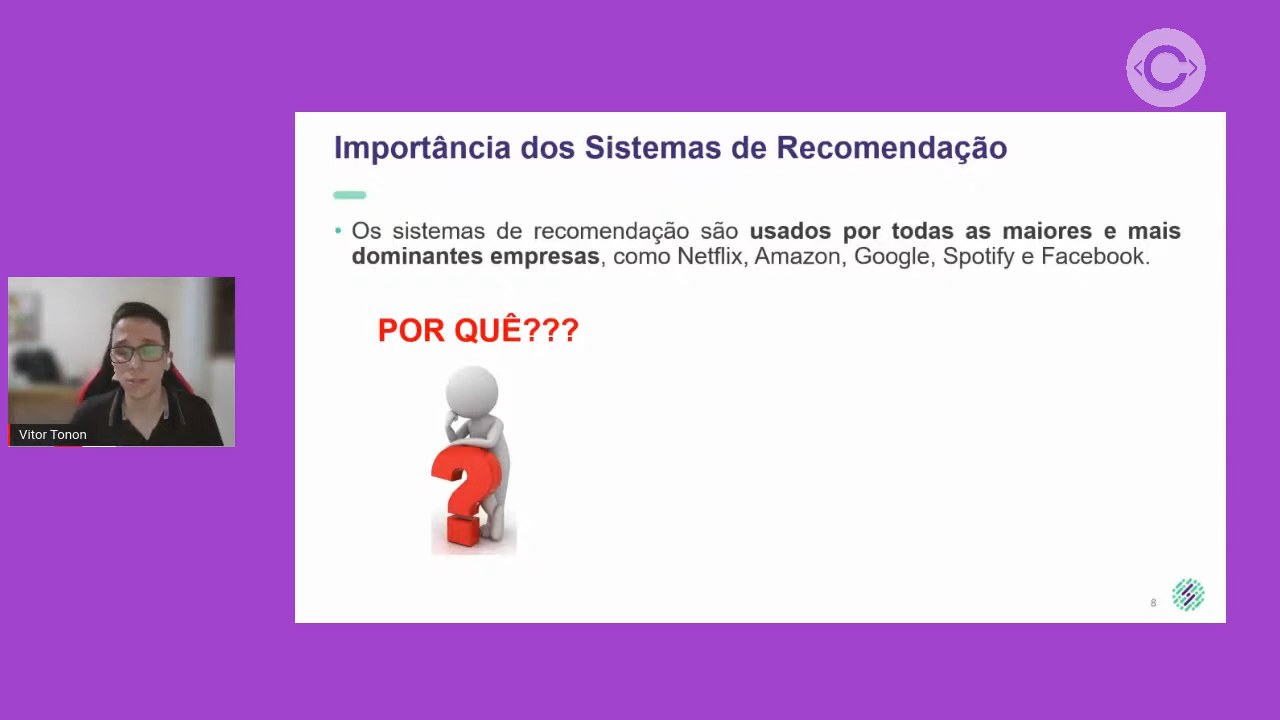 Importância dos Sistemas de Recomendação
• Os sistemas de recomendação são usados por todas as maiores e mais
dominantes empresas, como Netflix, Amazon, Google, Spotify e Facebook.
POR QUÊ???
Vitor Tonon
8